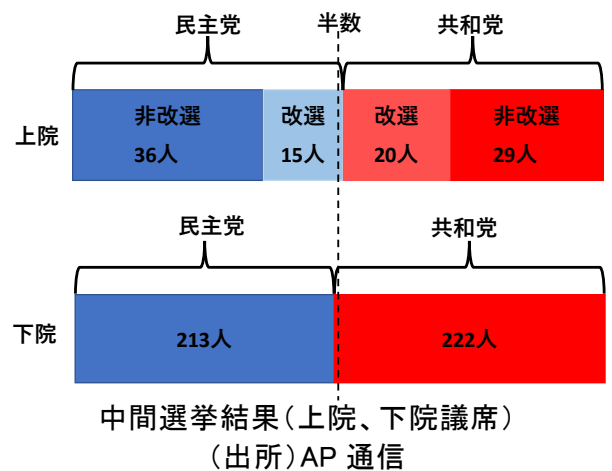 民主党 半数 共和党
上院
非改選 改選 改選 非改選
36人 15人 20人 29人
民主党 共和党
下院 213人 222人
中間選挙結果（上院、下院議席）
（出所）AP 通信